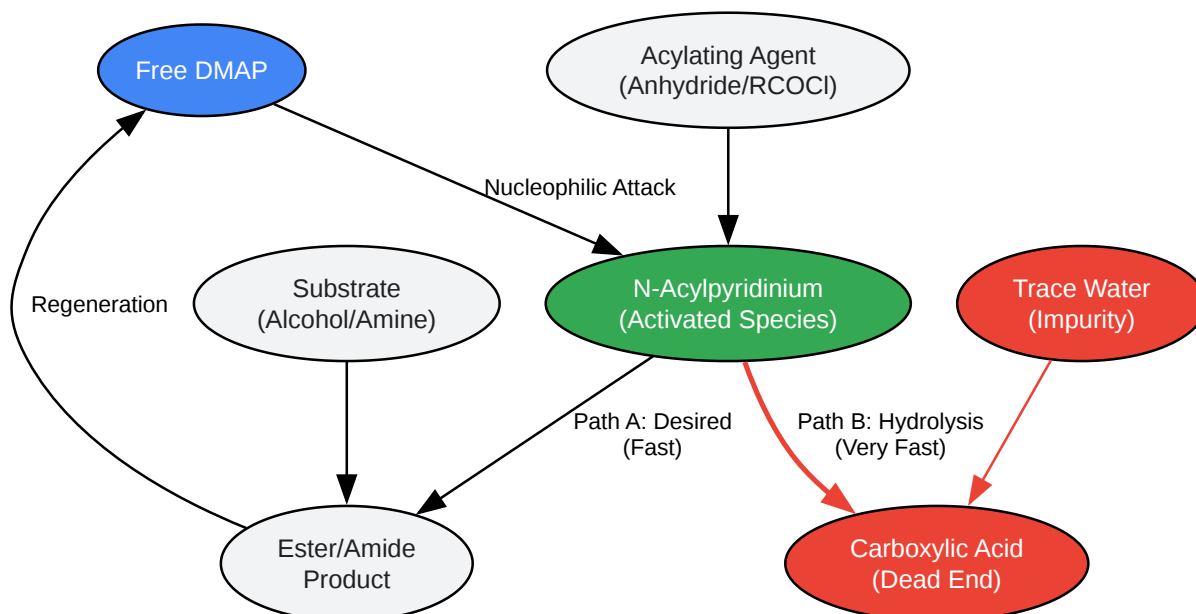 Free DMAP
Acylating Agent
(Anhydride/RCOCl)
Nucleophilic Attack
Regeneration
Substrate
(Alcohol/Amine)
N-Acylpyridinium
(Activated Species)
Trace Water
(Impurity)
Path A: Desired
(Fast)
Path B: Hydrolysis
(Very Fast)
Ester/Amide
Product
Carboxylic Acid
(Dead End)